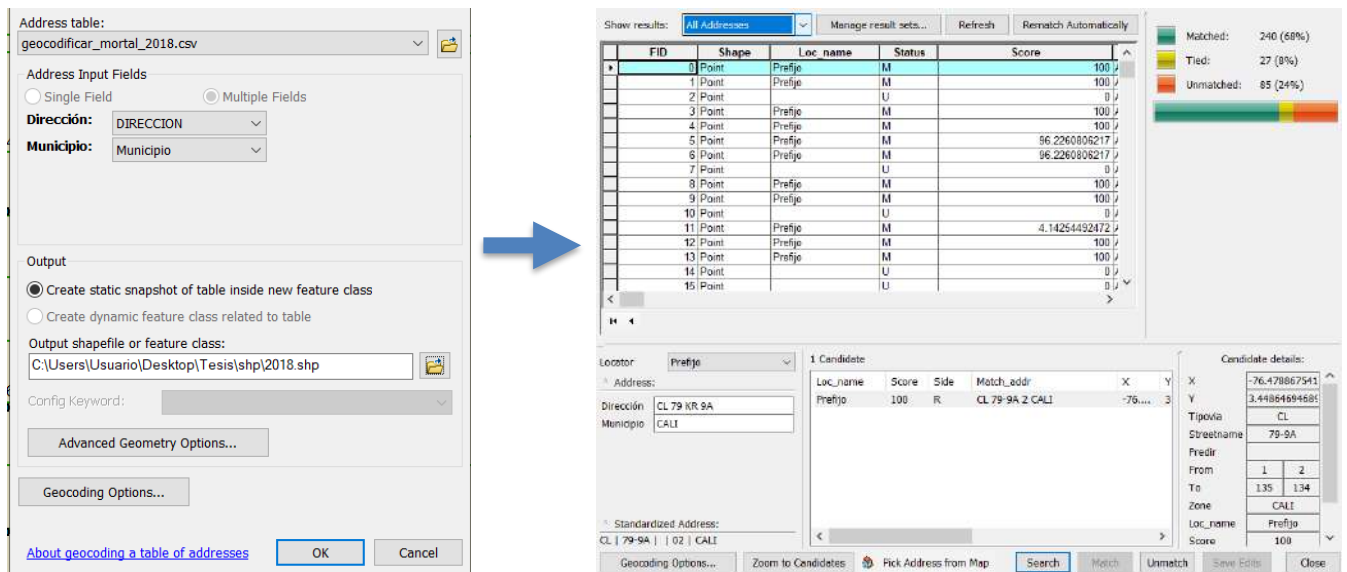 Address table:
geocodificar_mortal_2018.csv
Address Input Fields
Single Field Multiple Fields
Dirección: DIRECCION
Municipio: Municipio
Output
Create static snapshot of table inside new feature class
Create dynamic feature class related to table
Output shapefile or feature class:
C:\Users\Usuario\Desktop\Tesis\shp\2018.shp
Config Keyword:
Advanced Geometry Options...
Geocoding Options...
About geocoding a table of addresses OK Cancel
Show results: All Addresses Manage result sets... Refresh Rematch Automatically
FID Shape Loc_name Status Score
0 Point Prefijo M 100
1 Point Prefijo M 100
2 Point U 0
3 Point Prefijo M 100
4 Point Prefijo M 100
5 Point Prefijo M 96.2260806217
6 Point Prefijo M 96.2260806217
7 Point U 0
8 Point Prefijo M 100
9 Point Prefijo M 100
10 Point U 0
11 Point Prefijo M 4.14254492472
12 Point Prefijo M 100
13 Point Prefijo M 100
14 Point U 0
15 Point U 0
Matched: 240 (68%)
Tied: 27 (8%)
Unmatched: 85 (24%)
Locator Prefijo
Address:
Dirección CL 79 KR 9A
Municipio CALI
Standardized Address:
CL | 79-9A | | 02 | CALI
1 Candidate
Loc_name Score Side Match_addr X Y
Prefijo 100 R CL 79-9A 2 CALI -76.... 3
Candidate details:
X -76.478867541
Y 3.44864694689
Tipovia CL
Streetname 79-9A
Predir
From 1 2
To 135 134
Zone CALI
Loc_name Prefijo
Score 100
Geocoding Options... Zoom to Candidates Pick Address from Map Search Match Unmatch Save Edits Close